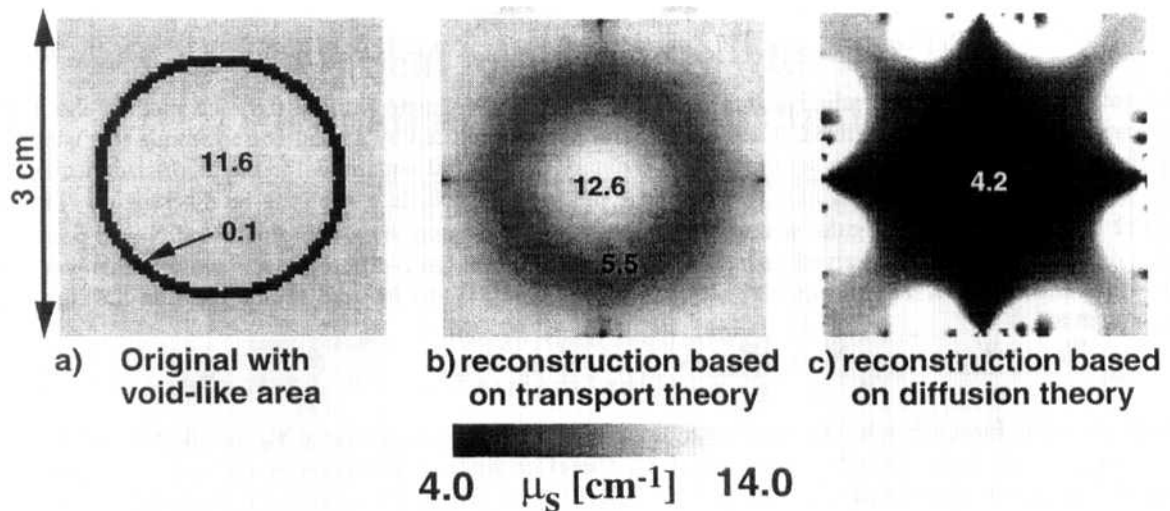 3 cm
11.6
0.1
12.6
5.5
4.2
a) Original with
void-like area
b) reconstruction based
on transport theory
c) reconstruction based
on diffusion theory
4.0 μs [cm-1] 14.0